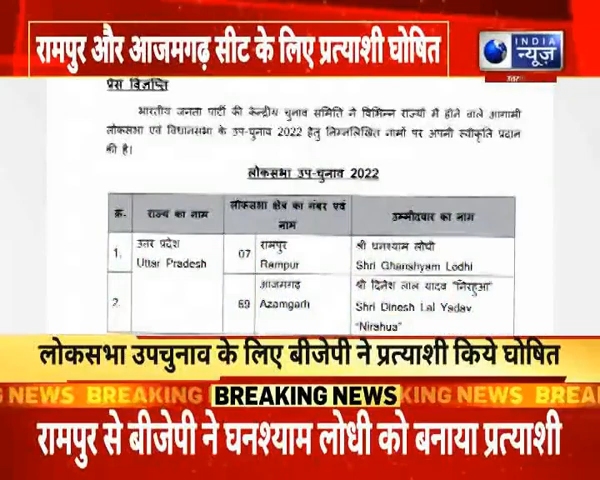 रामपुर और आजमगढ़ सीट के लिए प्रत्याशी घोषित
INDIA
न्यूज़
प्रेस विज्ञप्ति
भारतीय जनता पार्टी की केन्द्रीय चुनाव समिति ने विभिन्न राज्यों में होने वाले आगामी
लोकसभा एवं विधानसभा के उप-चुनाव 2022 हेतु निम्नलिखित नामों पर अपनी स्वीकृति प्रदान
की है।
लोकसभा उप-चुनाव 2022
क्र. राज्य का नाम लोकसभा क्षेत्र का नंबर एवं नाम उम्मीदवार का नाम
1. उत्तर प्रदेश Uttar Pradesh 07 रामपुर Rampur श्री घनश्याम लोधी Shri Ghanshyam Lodhi
2. 69 आजमगढ़ Azamgarh श्री दिनेश लाल यादव "निरहुआ" Shri Dinesh Lal Yadav "Nirahua"
लोकसभा उपचुनाव के लिए बीजेपी ने प्रत्याशी किये घोषित
NG NEWS BREAKING BREAKING NEWS KING NEWS BREAK
रामपुर से बीजेपी ने घनश्याम लोधी को बनाया प्रत्याशी